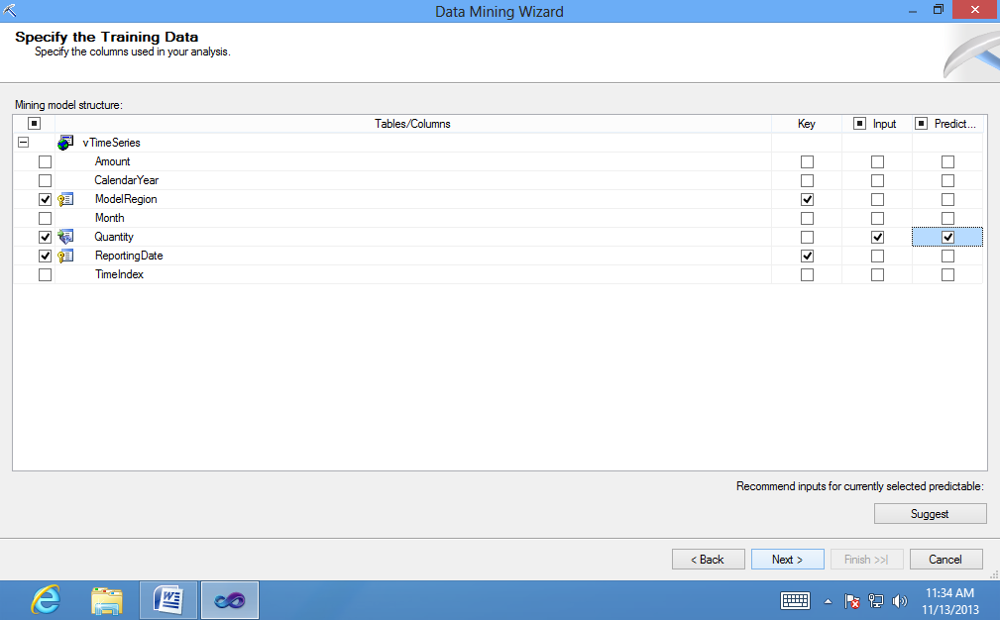 Data Mining Wizard
Specify the Training Data
Specify the columns used in your analysis.
Mining model structure:
Tables/Columns Key Input Predict...
vTimeSeries
Amount
CalendarYear
ModelRegion
Month
Quantity
ReportingDate
TimeIndex
Recommend inputs for currently selected predictable:
Suggest
< Back Next > Finish >>| Cancel
11:34 AM
11/13/2013